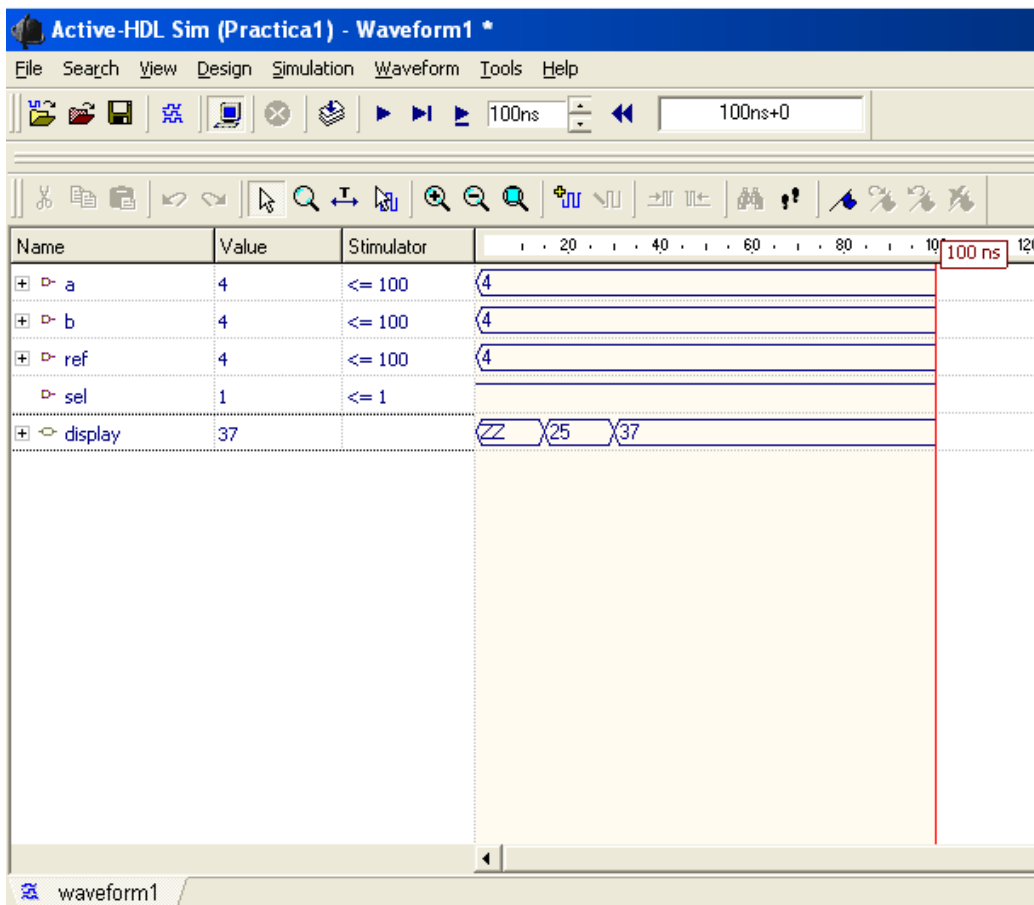 Active-HDL Sim (Practica1) - Waveform1 *
File Search View Design Simulation Waveform Tools Help
100ns 100ns+0
Name Value Stimulator 20 40 60 80 100 ns
a 4 <= 100 4
b 4 <= 100 4
ref 4 <= 100 4
sel 1 <= 1
display 37 ZZ 25 37
waveform1